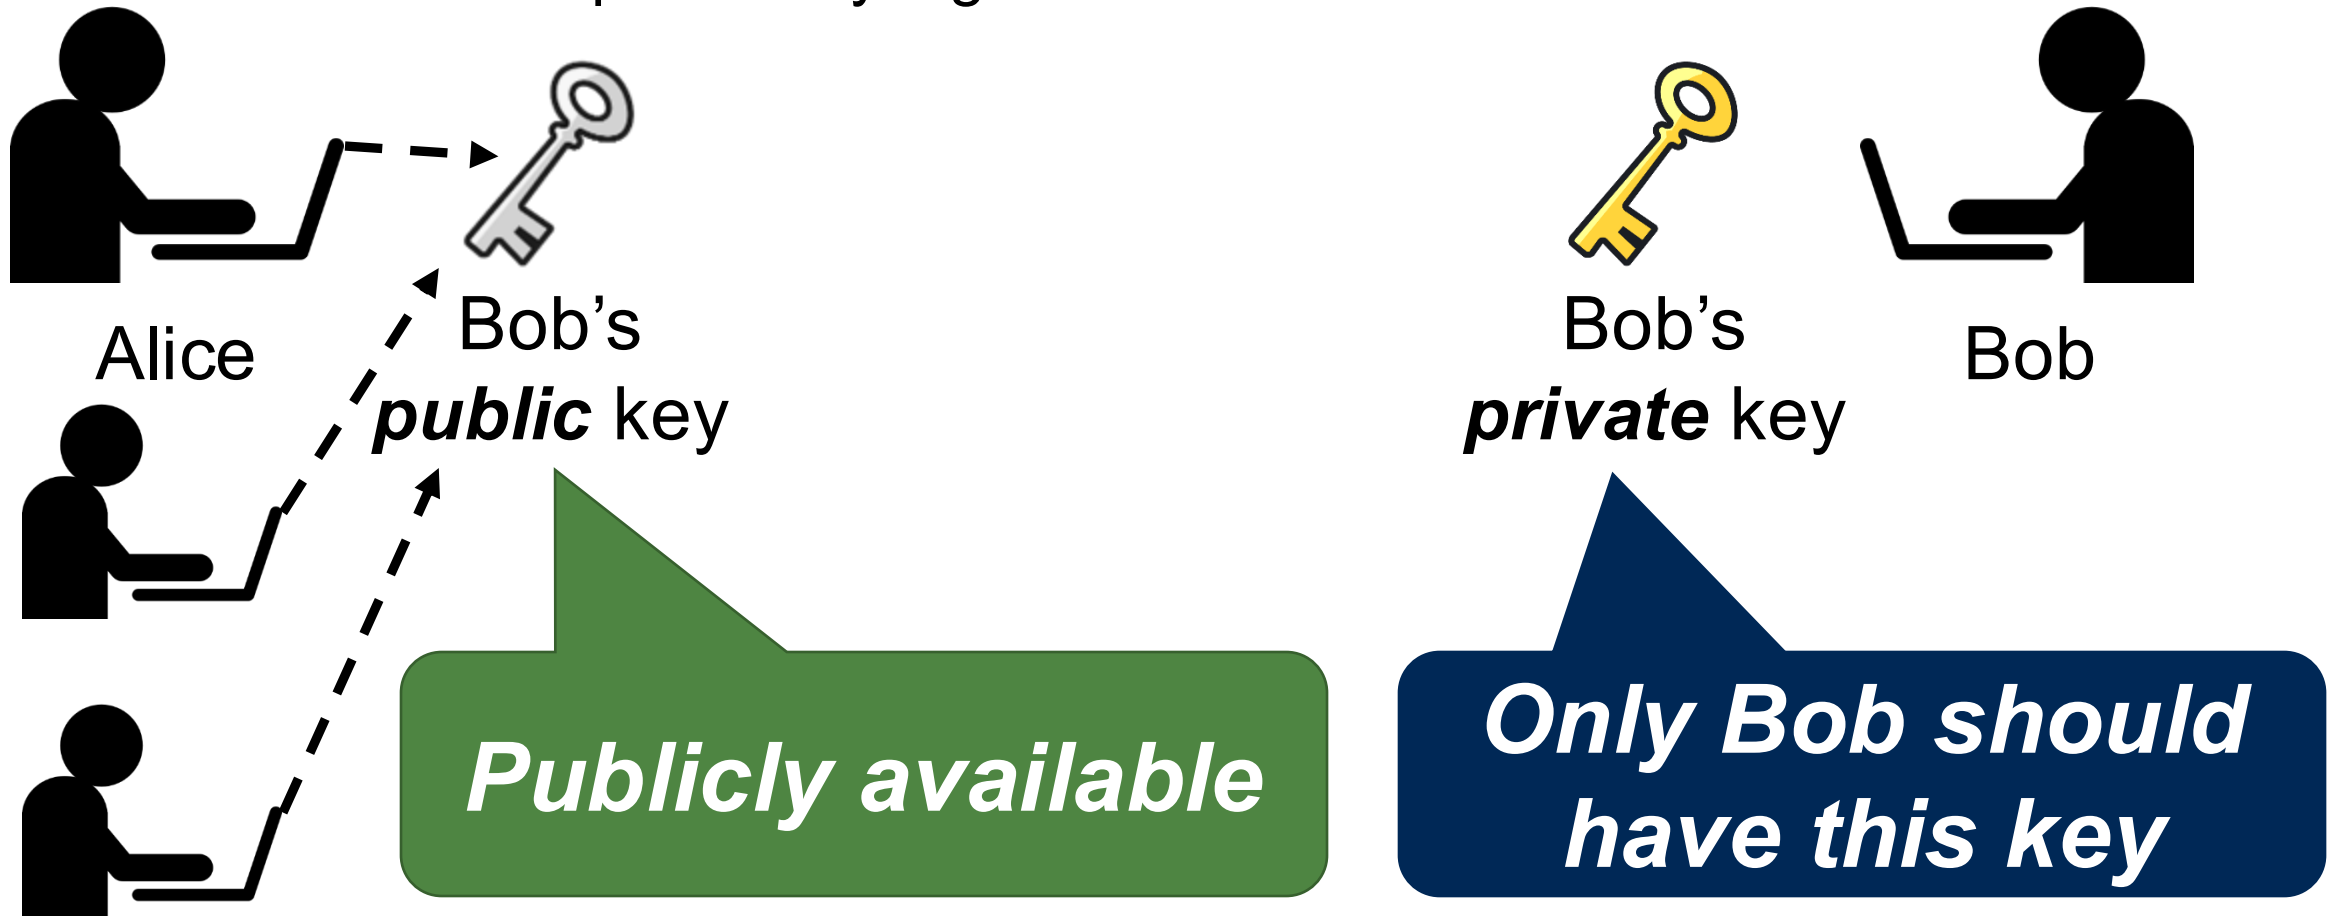 Alice
Bob's
public key
Bob's
private key
Bob
Publicly available
Only Bob should
have this key